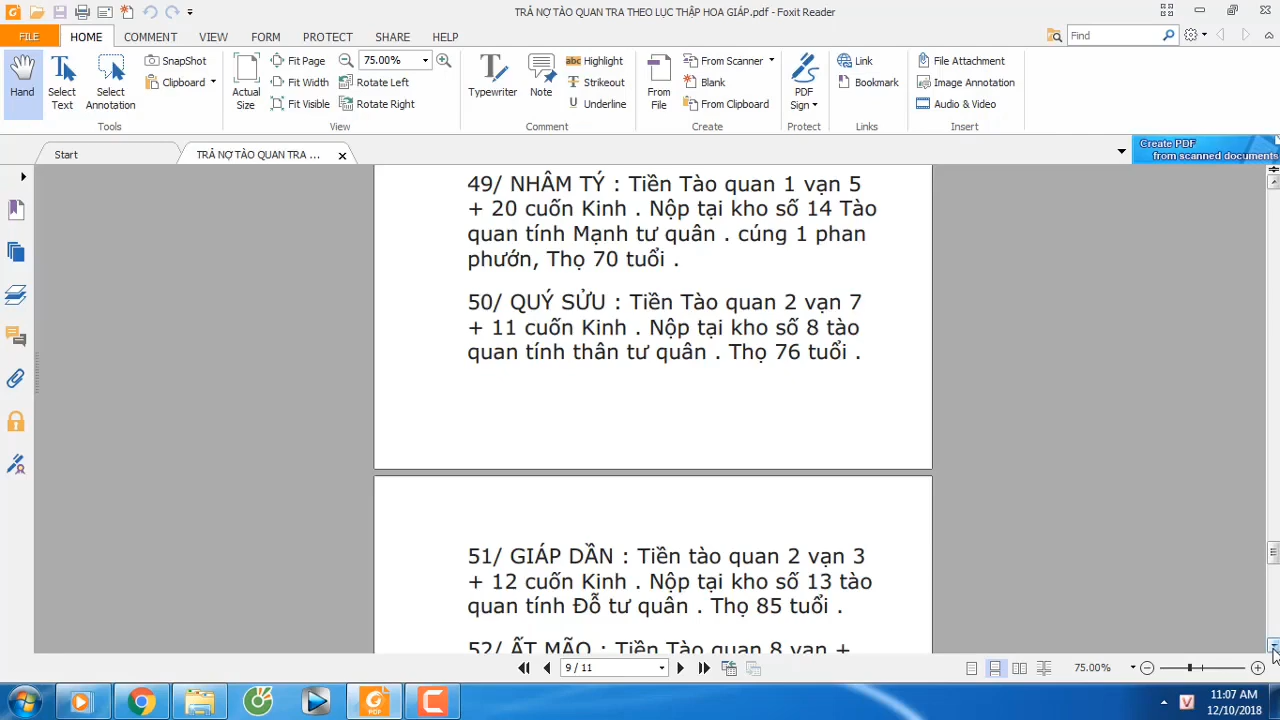 TRẢ NỢ TÀO QUAN TRA THEO LỤC THẬP HOA GIÁP.pdf - Foxit Reader
FILE HOME COMMENT VIEW FORM PROTECT SHARE HELP Find
Hand
Select Text
Select Annotation
SnapShot
Clipboard
Tools
Actual Size
Fit Page
Fit Width
Fit Visible
75.00%
Rotate Left
Rotate Right
View
Typewriter
Note
Highlight
Strikeout
Underline
Comment
From File
From Scanner
Blank
From Clipboard
Create
PDF Sign
Protect
Link
Bookmark
Links
File Attachment
Image Annotation
Audio & Video
Insert
Start
TRẢ NỢ TÀO QUAN TRA ...
Create PDF
from scanned documents
49/ NHÂM TÝ : Tiền Tào quan 1 vạn 5
+ 20 cuốn Kinh . Nộp tại kho số 14 Tào
quan tính Mạnh tư quân . cúng 1 phan
phướn, Thọ 70 tuổi .
50/ QUÝ SỬU : Tiền Tào quan 2 vạn 7
+ 11 cuốn Kinh . Nộp tại kho số 8 tào
quan tính thân tư quân . Thọ 76 tuổi .
51/ GIÁP DẦN : Tiền tào quan 2 vạn 3
+ 12 cuốn Kinh . Nộp tại kho số 13 tào
quan tính Đỗ tư quân . Thọ 85 tuổi .
52/ ẤT MÃO : Tiền Tào quan 8 vạn +
9 / 11
75.00%
PDF
V
11:07 AM
12/10/2018